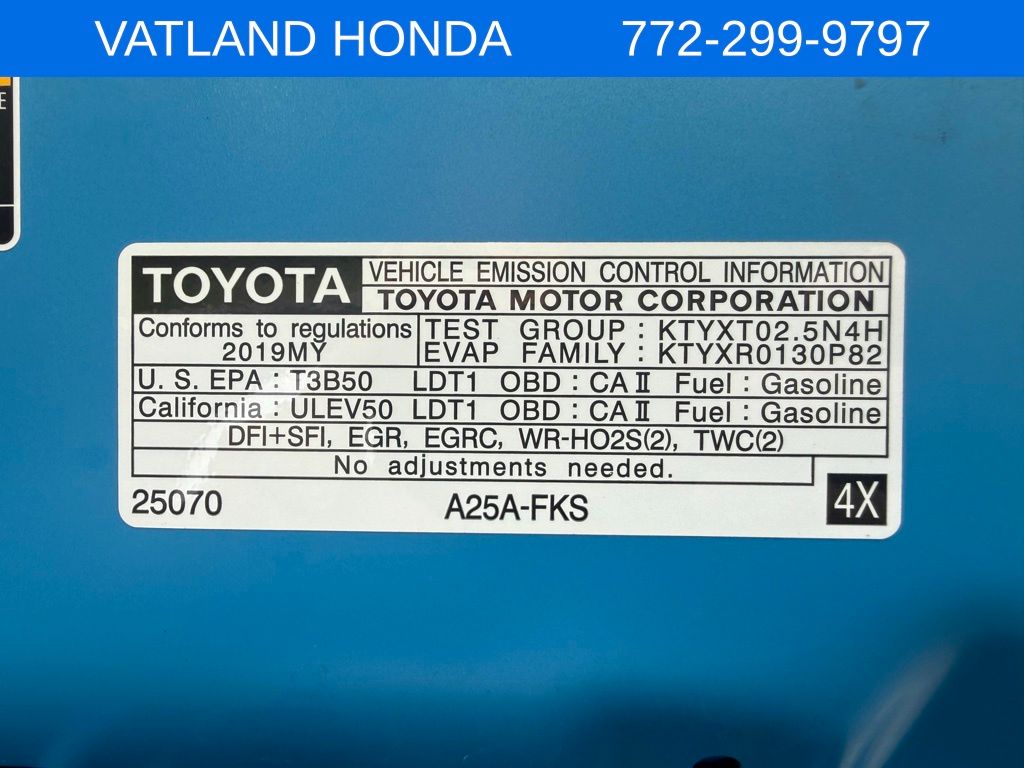 VATLAND HONDA 772-299-9797
E
TOYOTA VEHICLE EMISSION CONTROL INFORMATION
TOYOTA MOTOR CORPORATION
Conforms to regulations TEST GROUP : KTYXT02.5N4H
2019MY EVAP FAMILY : KTYXR0130P82
U. S. EPA : T3B50 LDT1 OBD : CA II Fuel : Gasoline
California : ULEV50 LDT1 OBD : CA II Fuel : Gasoline
DFI+SFI, EGR, EGRC, WR-HO2S(2), TWC(2)
No adjustments needed.
25070 A25A-FKS 4X